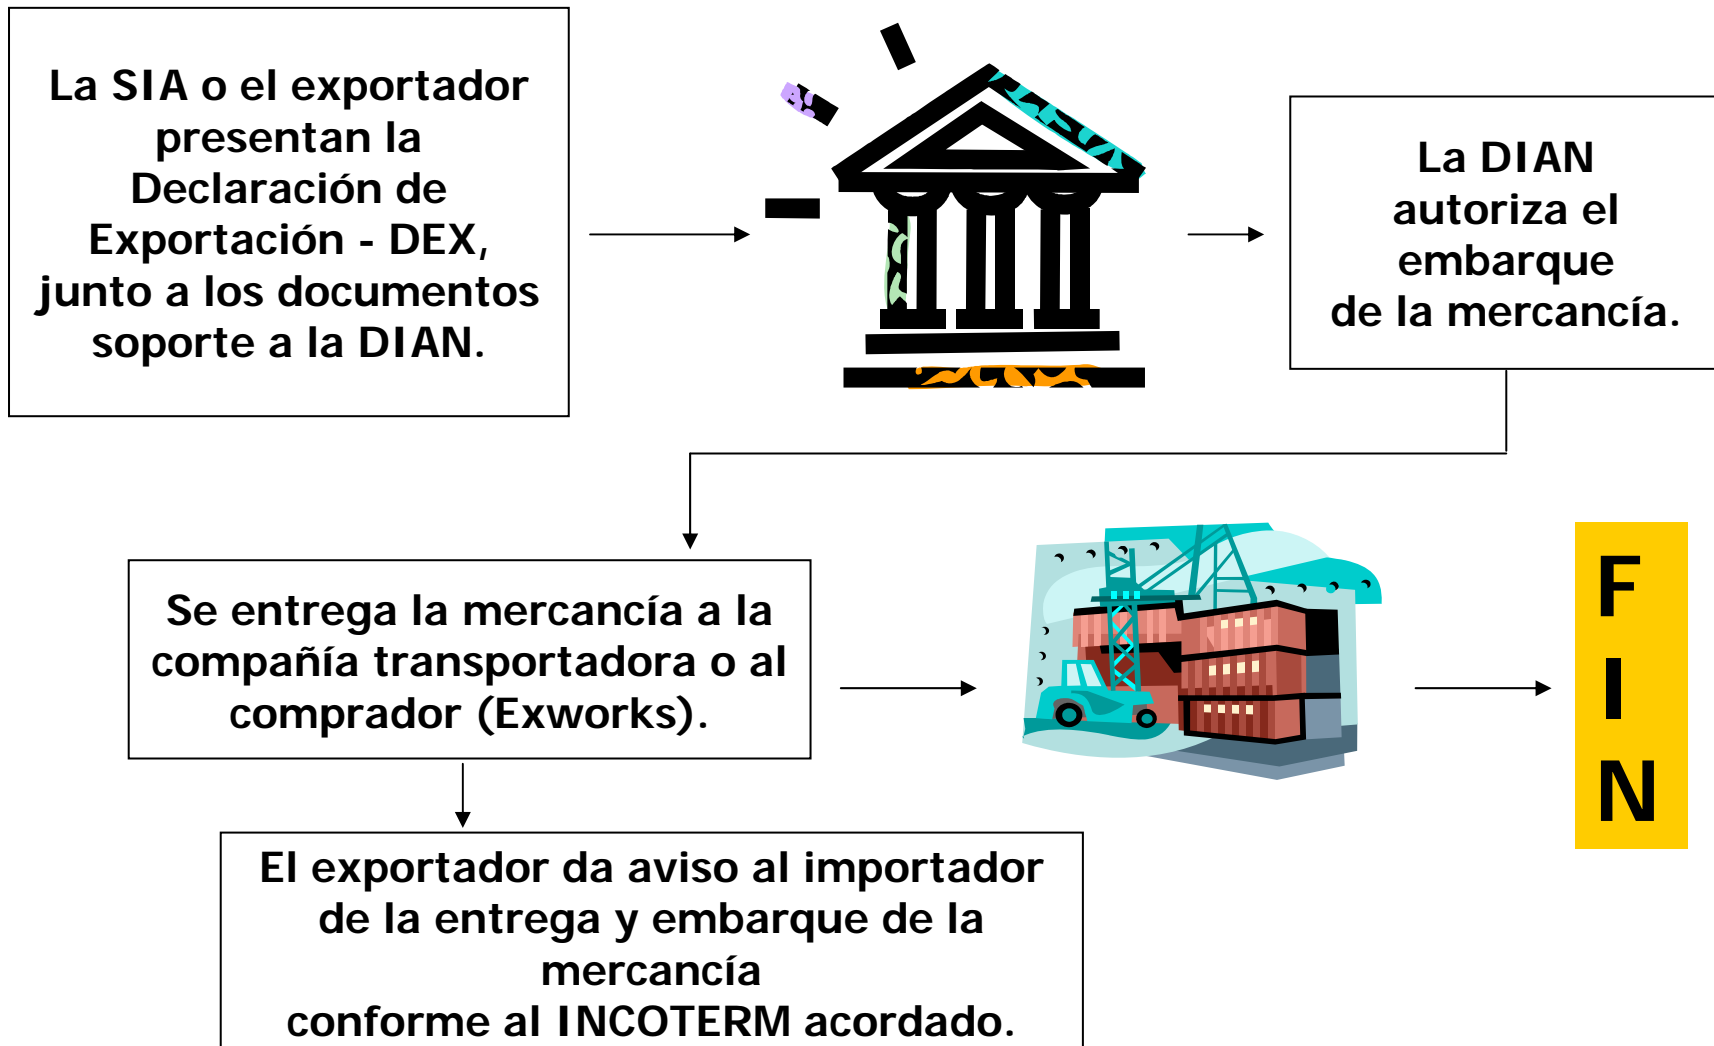 La SIA o el exportador
presentan la
Declaración de
Exportación - DEX,
junto a los documentos
soporte a la DIAN.
La DIAN
autoriza el
embarque
de la mercancía.
Se entrega la mercancía a la
compañía transportadora o al
comprador (Exworks).
F
I
N
El exportador da aviso al importador
de la entrega y embarque de la
mercancía
conforme al INCOTERM acordado.